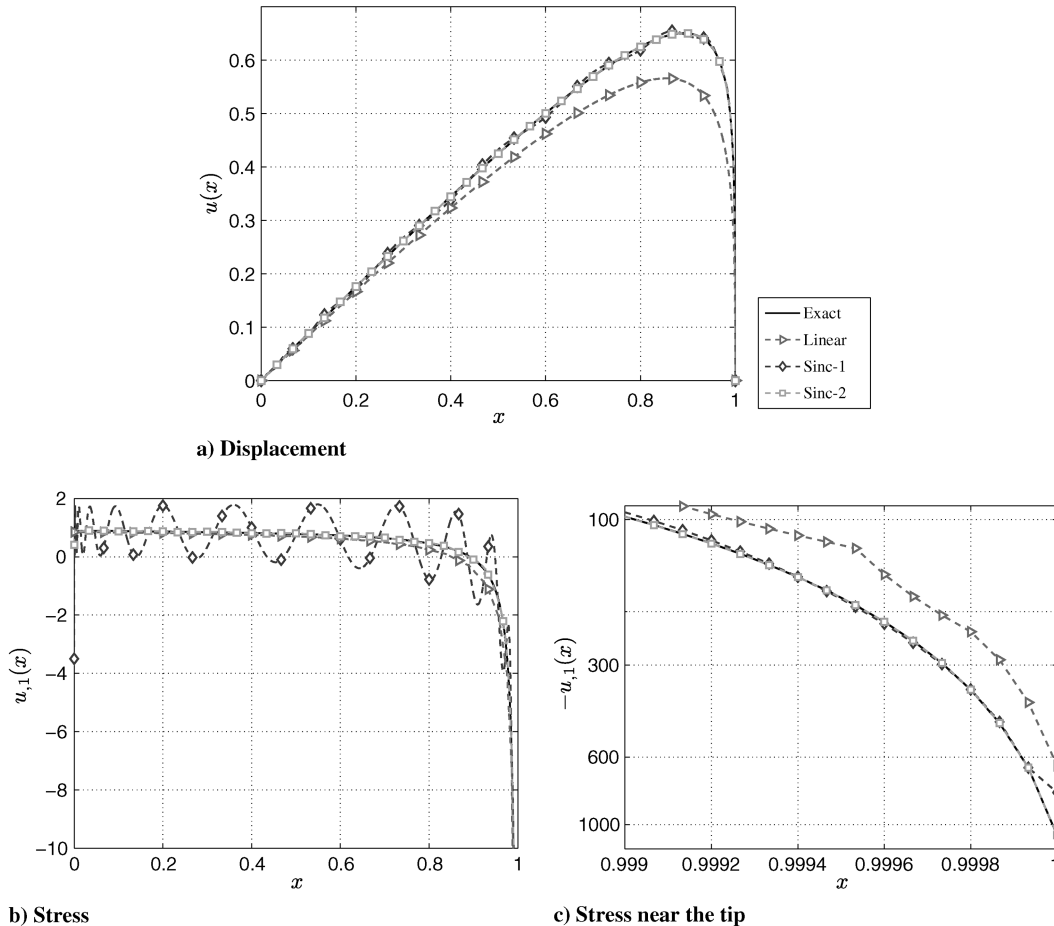 0.6
0.5
0.4
0.3
0.2
0.1
0
u(x)
0 0.2 0.4 0.6 0.8 1
x
Exact
Linear
Sinc-1
Sinc-2
a) Displacement
2
0
−2
−4
−6
−8
−10
u,1(x)
0 0.2 0.4 0.6 0.8 1
x
b) Stress
100
300
600
1000
−u,1(x)
0.999 0.9992 0.9994 0.9996 0.9998 1
x
c) Stress near the tip